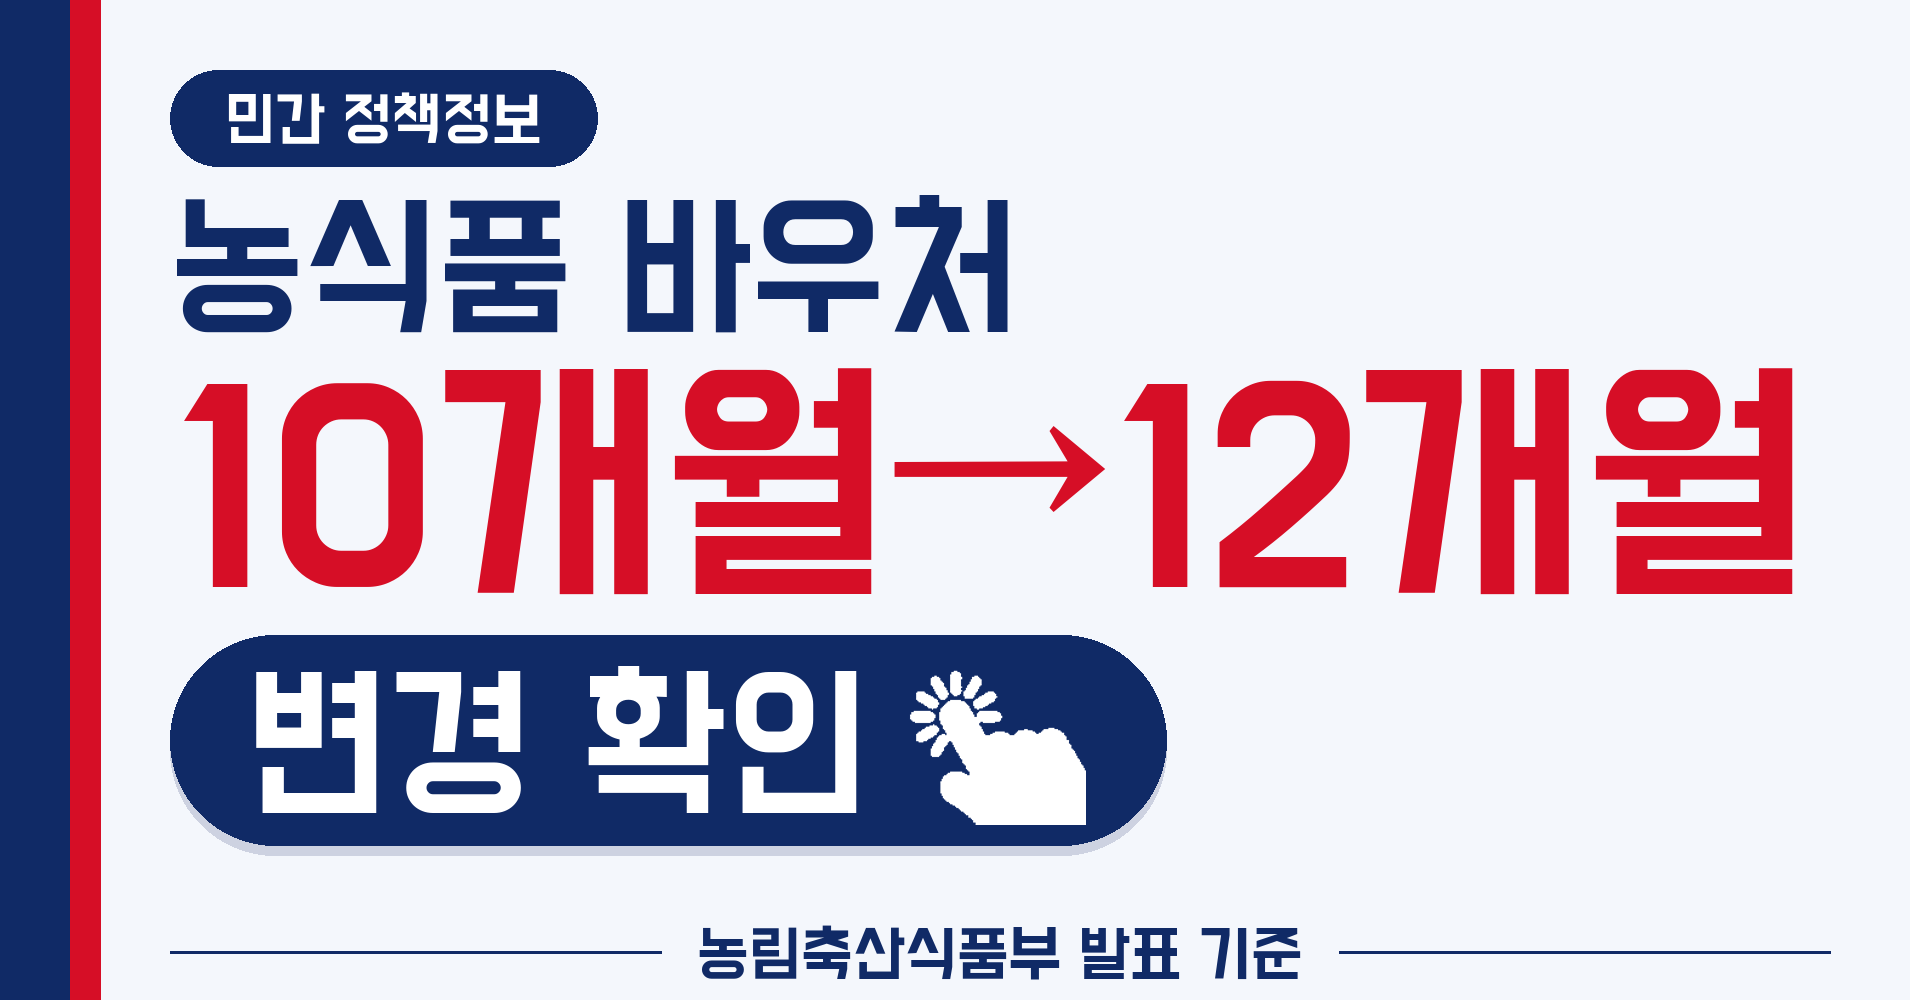 민간 정책정보
농식품 바우처
10개월→12개월
변경 확인
농림축산식품부 발표 기준